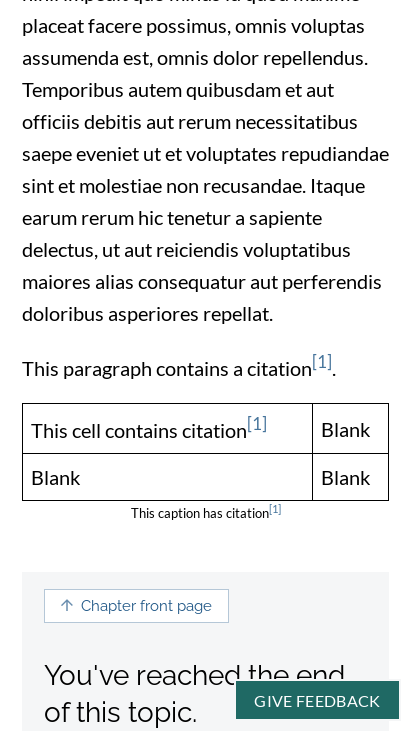 placeat facere possimus, omnis voluptas
assumenda est, omnis dolor repellendus.
Temporibus autem quibusdam et aut
officiis debitis aut rerum necessitatibus
saepe eveniet ut et voluptates repudiandae
sint et molestiae non recusandae. Itaque
earum rerum hic tenetur a sapiente
delectus, ut aut reiciendis voluptatibus
maiores alias consequatur aut perferendis
doloribus asperiores repellat.
This paragraph contains a citation[1].
This cell contains citation[1] Blank
Blank Blank
This caption has citation[1]
↑ Chapter front page
You've reached the end
of this topic.
GIVE FEEDBACK